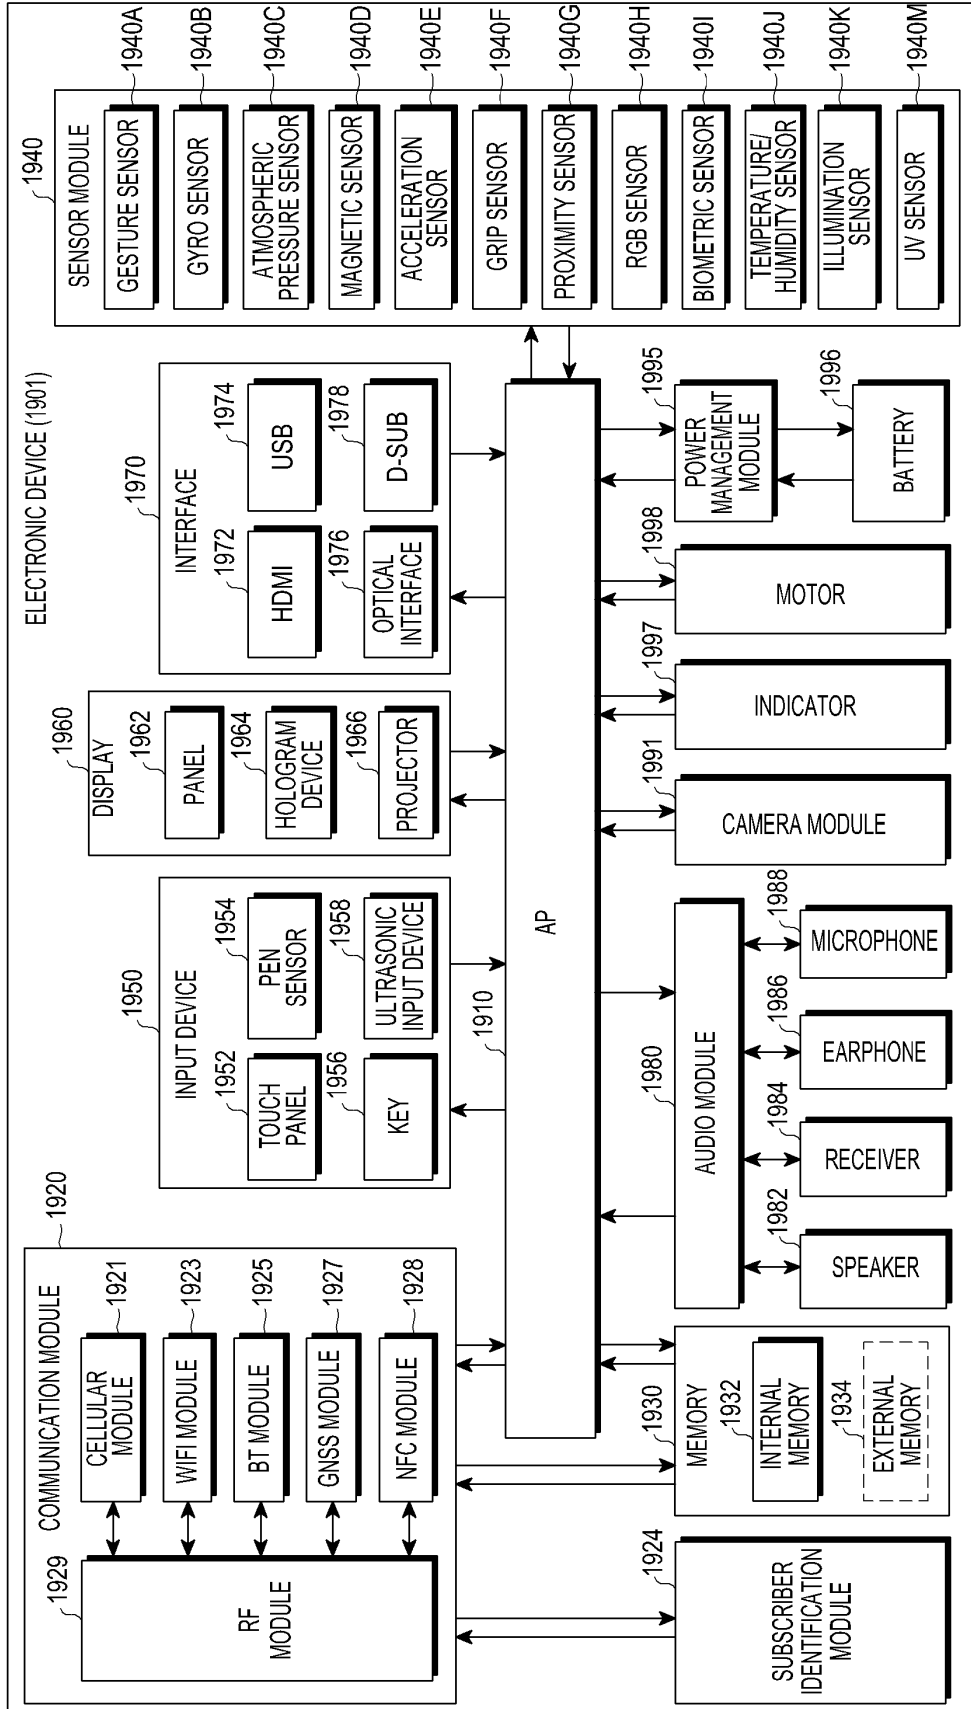 ELECTRONIC DEVICE (1901)
COMMUNICATION MODULE
1920
CELLULAR
MODULE
1921
WIFI MODULE
1923
BT MODULE
1925
GNSS MODULE
1927
NFC MODULE
1928
1929
RF
MODULE
INPUT DEVICE
1950
1952
TOUCH
PANEL
1954
PEN
SENSOR
1956
KEY
1958
ULTRASONIC
INPUT DEVICE
DISPLAY
1960
1962
PANEL
1964
HOLOGRAM
DEVICE
1966
PROJECTOR
INTERFACE
1970
1972
HDMI
1974
USB
1976
OPTICAL
INTERFACE
1978
D-SUB
1940
SENSOR MODULE
GESTURE SENSOR
1940A
GYRO SENSOR
1940B
ATMOSPHERIC
PRESSURE SENSOR
1940C
MAGNETIC SENSOR
1940D
ACCELERATION
SENSOR
1940E
GRIP SENSOR
1940F
PROXIMITY SENSOR
1940G
RGB SENSOR
1940H
BIOMETRIC SENSOR
1940I
TEMPERATURE/
HUMIDITY SENSOR
1940J
ILLUMINATION
SENSOR
1940K
UV SENSOR
1940M
1910
AP
1924
SUBSCRIBER
IDENTIFICATION
MODULE
1930
MEMORY
1932
INTERNAL
MEMORY
1934
EXTERNAL
MEMORY
1980
AUDIO MODULE
1982
SPEAKER
1984
RECEIVER
1986
EARPHONE
1988
MICROPHONE
1991
CAMERA MODULE
1997
INDICATOR
1998
MOTOR
1995
POWER
MANAGEMENT
MODULE
1996
BATTERY